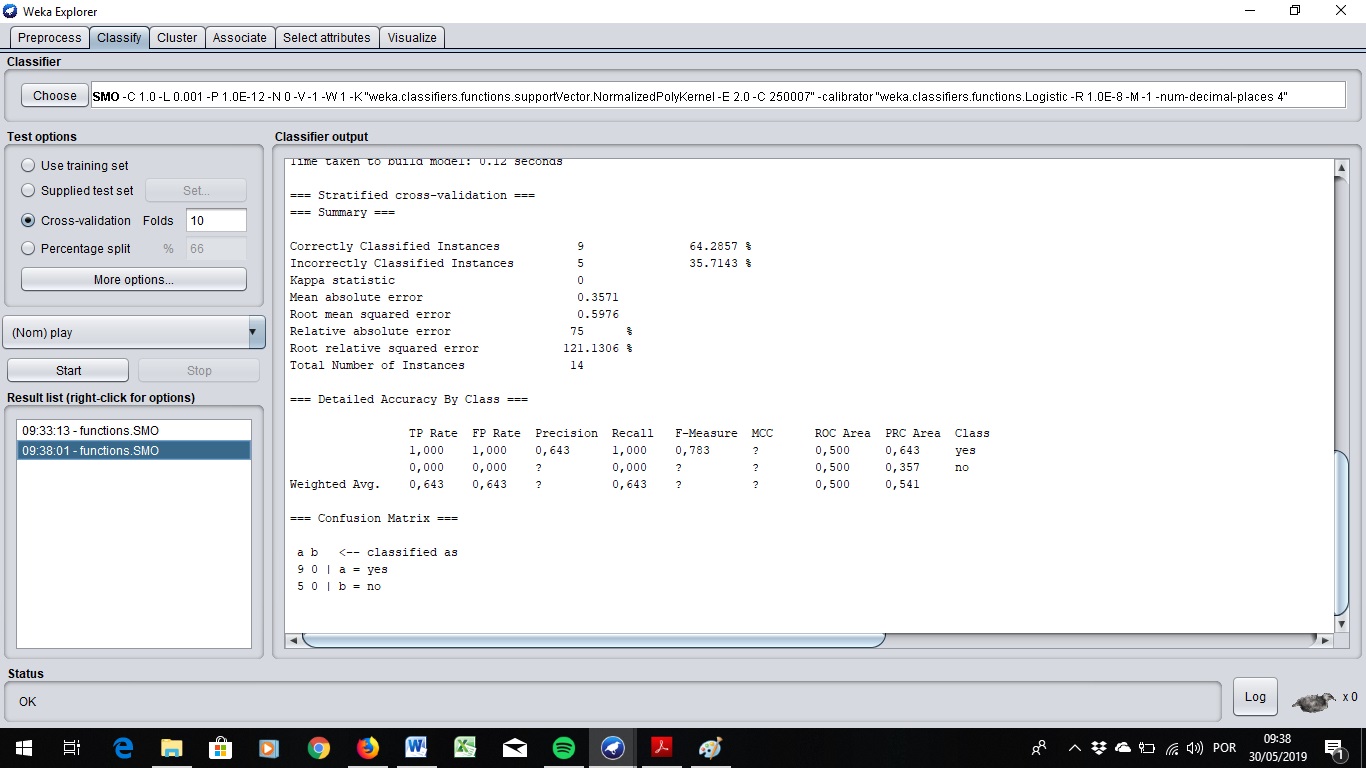 Weka Explorer
Preprocess Classify Cluster Associate Select attributes Visualize
Classifier
Choose SMO -C 1.0 -L 0.001 -P 1.0E-12 -N 0 -V -1 -W 1 -K "weka.classifiers.functions.supportVector.NormalizedPolyKernel -E 2.0 -C 250007" -calibrator "weka.classifiers.functions.Logistic -R 1.0E-8 -M -1 -num-decimal-places 4"
Test options
Use training set
Supplied test set Set...
Cross-validation Folds 10
Percentage split % 66
More options...
(Nom) play
Start Stop
Result list (right-click for options)
09:33:13 - functions.SMO
09:38:01 - functions.SMO
Classifier output
Time taken to build model: 0.12 seconds
=== Stratified cross-validation ===
=== Summary ===
Correctly Classified Instances 9 64.2857 %
Incorrectly Classified Instances 5 35.7143 %
Kappa statistic 0
Mean absolute error 0.3571
Root mean squared error 0.5976
Relative absolute error 75 %
Root relative squared error 121.1306 %
Total Number of Instances 14
=== Detailed Accuracy By Class ===
TP Rate FP Rate Precision Recall F-Measure MCC ROC Area PRC Area Class
1,000 1,000 0,643 1,000 0,783 ? 0,500 0,643 yes
0,000 0,000 ? 0,000 ? ? 0,500 0,357 no
Weighted Avg. 0,643 0,643 ? 0,643 ? ? 0,500 0,541
=== Confusion Matrix ===
a b <-- classified as
9 0 | a = yes
5 0 | b = no
Status
OK
Log x 0
POR
09:38
30/05/2019
1